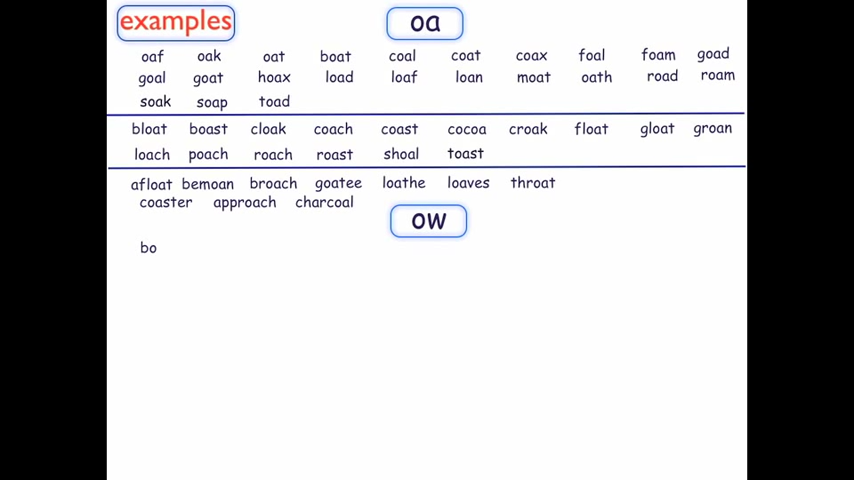 examples oa
oaf oak oat boat coal coat coax foal foam goad
goal goat hoax load loaf loan moat oath road roam
soak soap toad
bloat boast cloak coach coast cocoa croak float gloat groan
loach poach roach roast shoal toast
afloat bemoan broach goatee loathe loaves throat
coaster approach charcoal
ow
bo